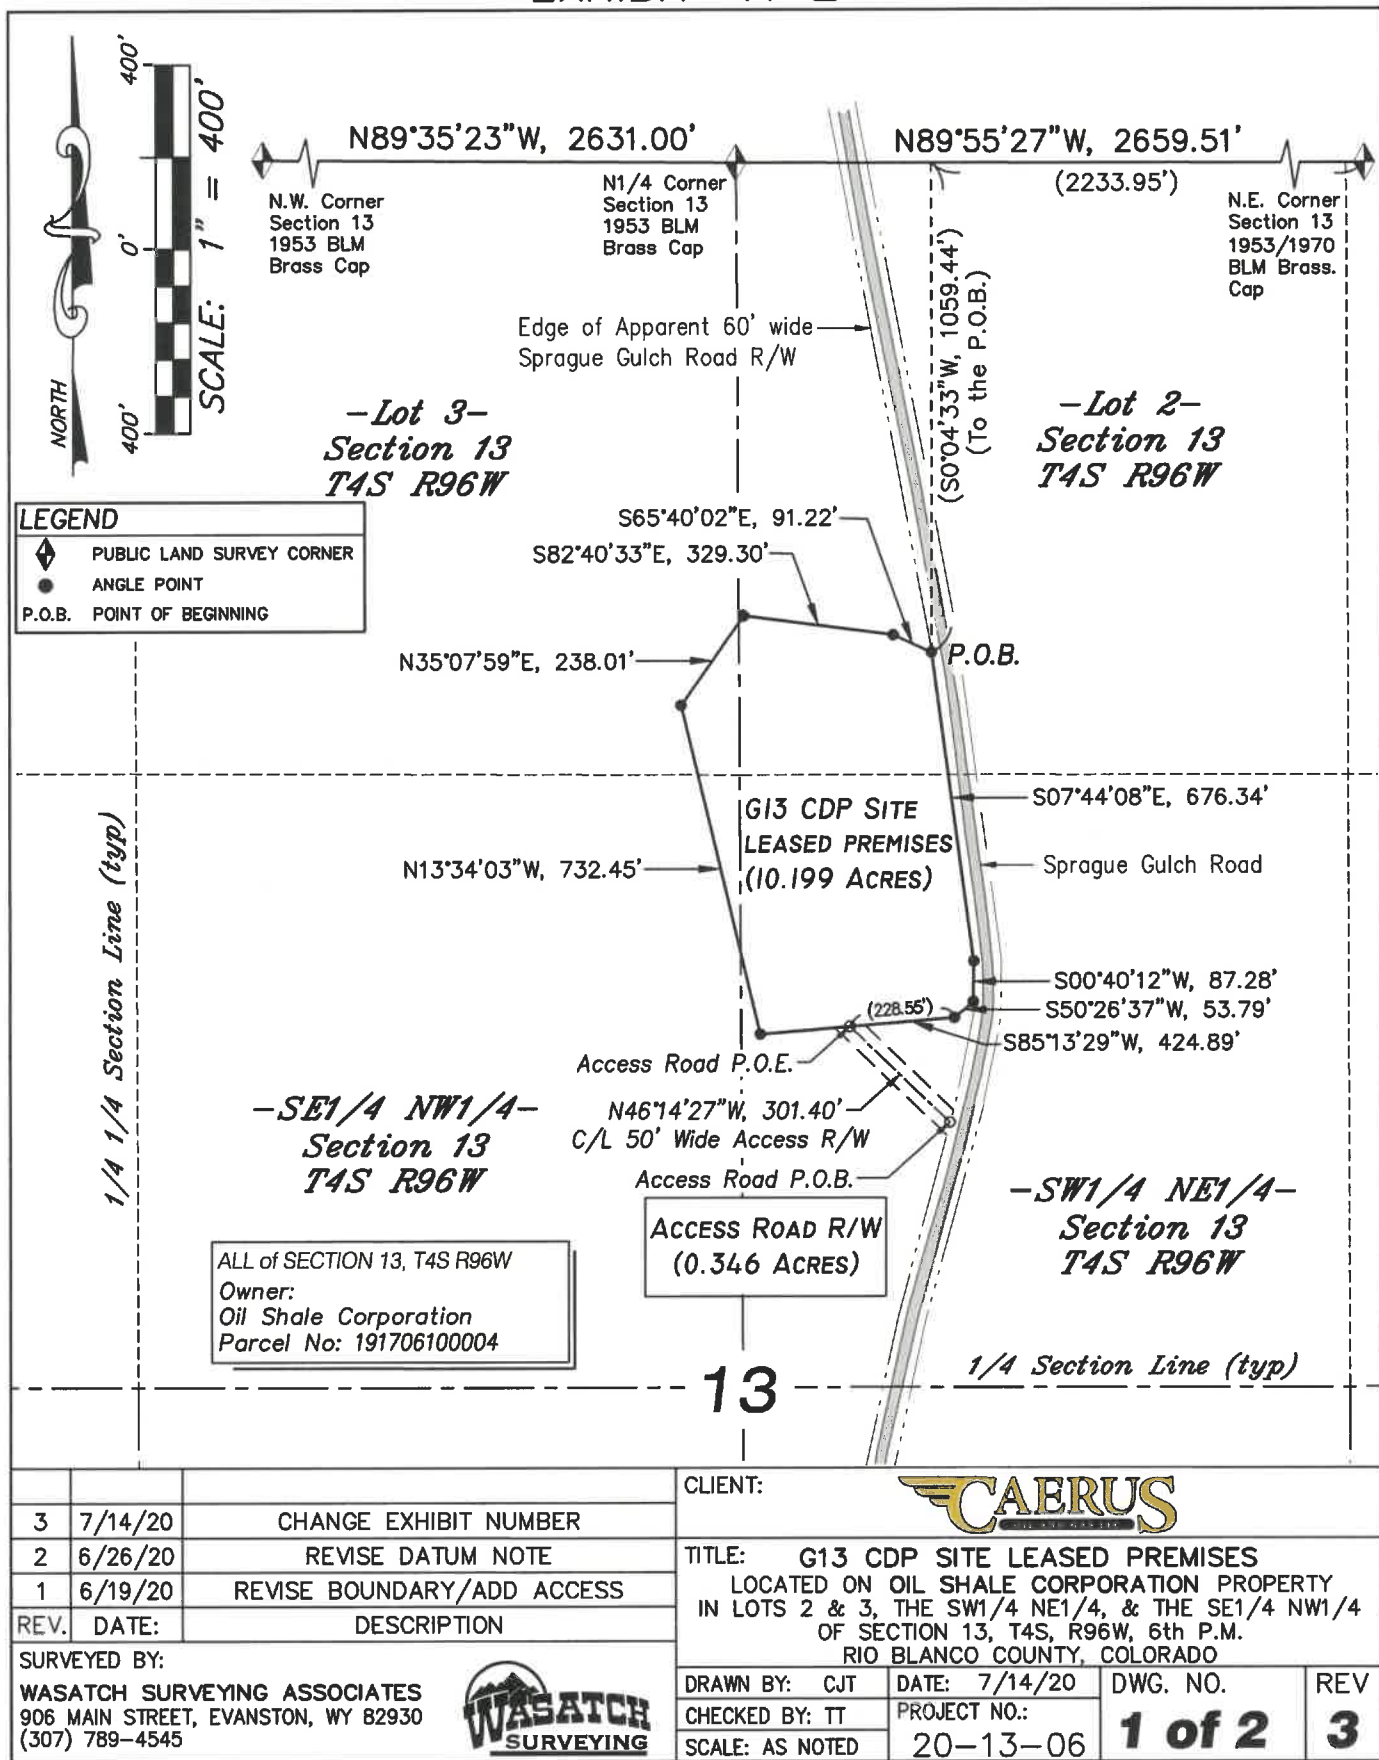 400'
0'
400'
SCALE: 1" = 400'
NORTH
N89°35'23"W, 2631.00'
N89°55'27"W, 2659.51'
(2233.95')
N.W. Corner
Section 13
1953 BLM
Brass Cap
N1/4 Corner
Section 13
1953 BLM
Brass Cap
N.E. Corner
Section 13
1953/1970
BLM Brass.
Cap
(S0°04'33"W, 1059.44')
(To the P.O.B.)
Edge of Apparent 60' wide
Sprague Gulch Road R/W
-Lot 3-
Section 13
T4S R96W
-Lot 2-
Section 13
T4S R96W
LEGEND
PUBLIC LAND SURVEY CORNER
ANGLE POINT
P.O.B. POINT OF BEGINNING
S65°40'02"E, 91.22'
S82°40'33"E, 329.30'
N35°07'59"E, 238.01'
P.O.B.
S07°44'08"E, 676.34'
G13 CDP SITE
LEASED PREMISES
(10.199 ACRES)
N13°34'03"W, 732.45'
Sprague Gulch Road
1/4 1/4 Section Line (typ)
S00°40'12"W, 87.28'
(228.55')
S50°26'37"W, 53.79'
S85°13'29"W, 424.89'
Access Road P.O.E.
N46°14'27"W, 301.40'
C/L 50' Wide Access R/W
Access Road P.O.B.
-SE1/4 NW1/4-
Section 13
T4S R96W
-SW1/4 NE1/4-
Section 13
T4S R96W
ACCESS ROAD R/W
(0.346 ACRES)
ALL of SECTION 13, T4S R96W
Owner:
Oil Shale Corporation
Parcel No: 191706100004
1/4 Section Line (typ)
13
3 7/14/20 CHANGE EXHIBIT NUMBER
2 6/26/20 REVISE DATUM NOTE
1 6/19/20 REVISE BOUNDARY/ADD ACCESS
REV. DATE: DESCRIPTION
SURVEYED BY:
WASATCH SURVEYING ASSOCIATES
906 MAIN STREET, EVANSTON, WY 82930
(307) 789-4545
WASATCH
SURVEYING
CLIENT:
CAERUS
TITLE: G13 CDP SITE LEASED PREMISES
LOCATED ON OIL SHALE CORPORATION PROPERTY
IN LOTS 2 & 3, THE SW1/4 NE1/4, & THE SE1/4 NW1/4
OF SECTION 13, T4S, R96W, 6th P.M.
RIO BLANCO COUNTY, COLORADO
DRAWN BY: CJT
CHECKED BY: TT
SCALE: AS NOTED
DATE: 7/14/20
PROJECT NO.:
20-13-06
DWG. NO.
1 of 2
REV
3